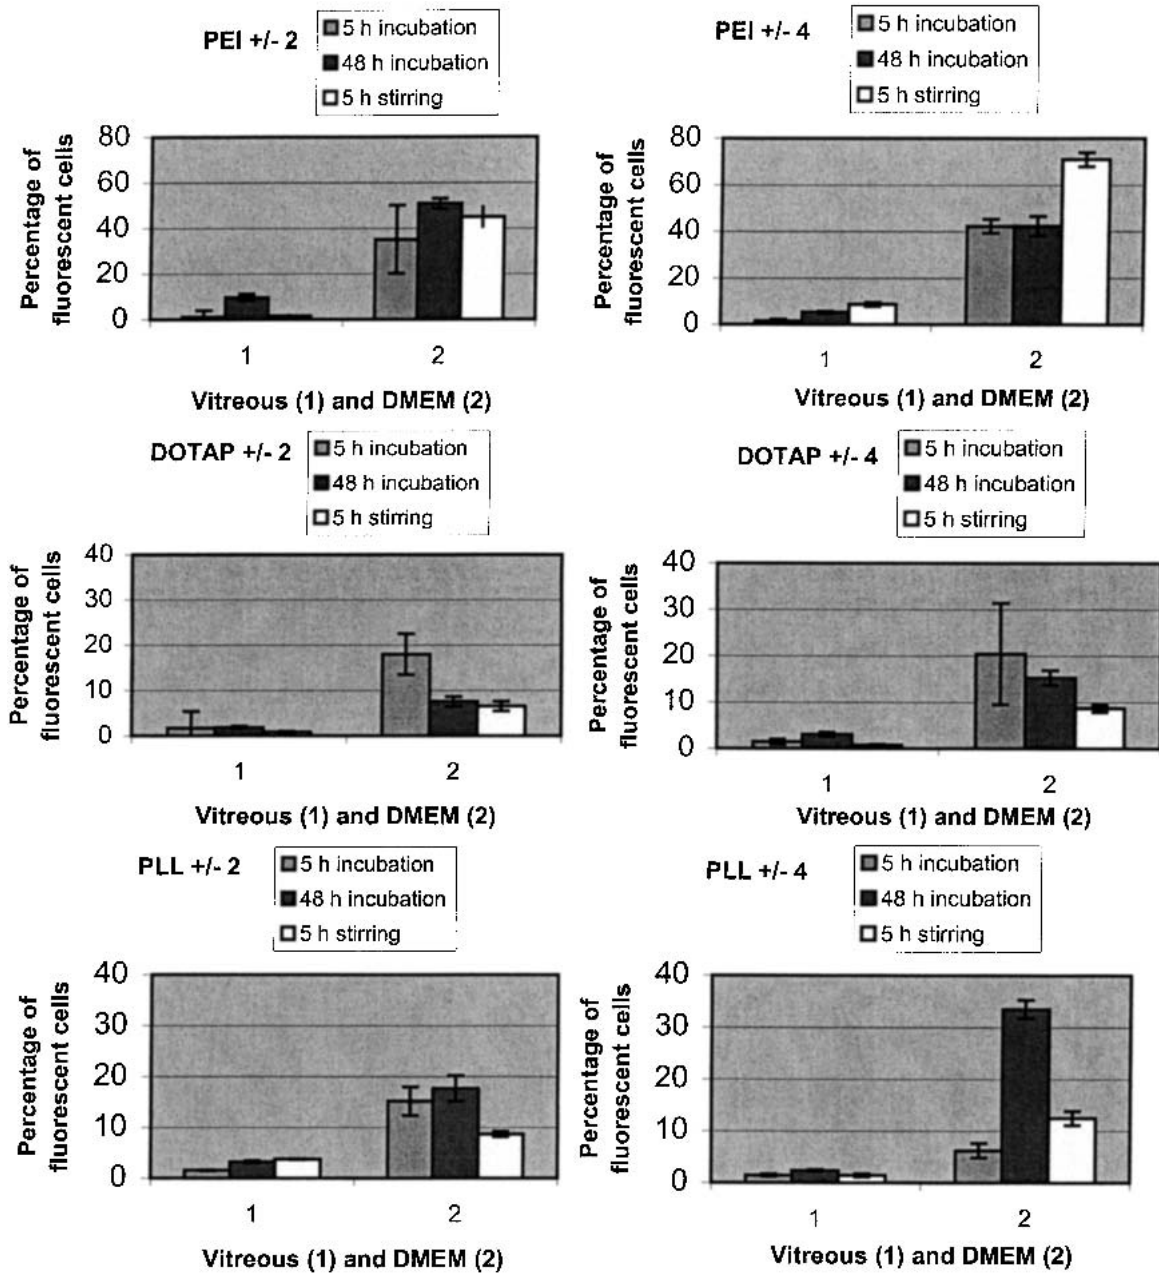 PEI +/- 2
5 h incubation
48 h incubation
5 h stirring
Percentage of
fluorescent cells
80
60
40
20
0
1
2
Vitreous (1) and DMEM (2)
PEI +/- 4
5 h incubation
48 h incubation
5 h stirring
Percentage of
fluorescent cells
80
60
40
20
0
1
2
Vitreous (1) and DMEM (2)
DOTAP +/- 2
5 h incubation
48 h incubation
5 h stirring
Percentage of
fluorescent cells
40
30
20
10
0
1
2
Vitreous (1) and DMEM (2)
DOTAP +/- 4
5 h incubation
48 h incubation
5 h stirring
Percentage of
fluorescent cells
40
30
20
10
0
1
2
Vitreous (1) and DMEM (2)
PLL +/- 2
5 h incubation
48 h incubation
5 h stirring
Percentage of
fluorescent cells
40
30
20
10
0
1
2
Vitreous (1) and DMEM (2)
PLL +/- 4
5 h incubation
48 h incubation
5 h stirring
Percentage of
fluorescent cells
40
30
20
10
0
1
2
Vitreous (1) and DMEM (2)